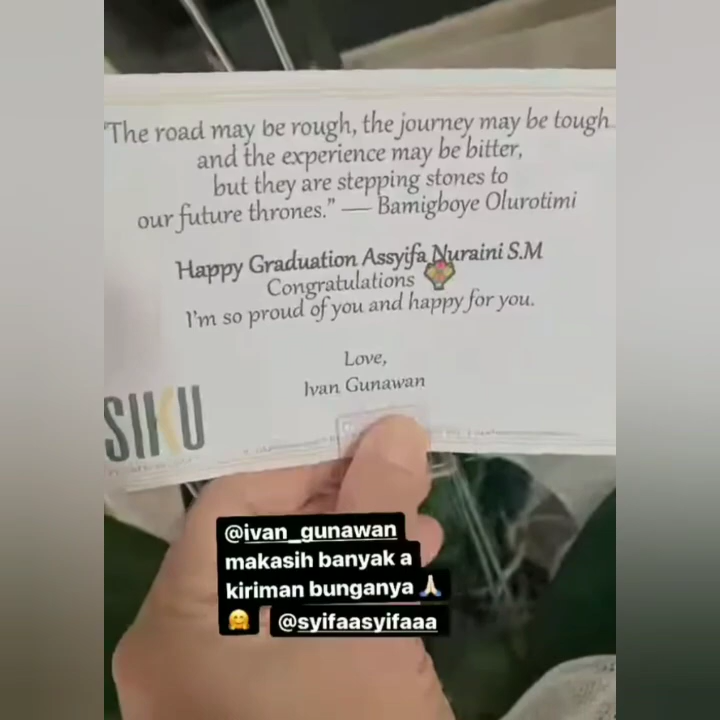 "The road may be rough, the journey may be tough
and the experience may be bitter,
but they are stepping stones to
our future thrones." — Bamigboye Olurotimi
Happy Graduation Assyifa Nuraini S.M
Congratulations 💐
I'm so proud of you and happy for you.
Love,
Ivan Gunawan
SIKU
@ivan_gunawan
makasih banyak a
kiriman bunganya 🙏🏻
🤗 @syifaasyifaaa